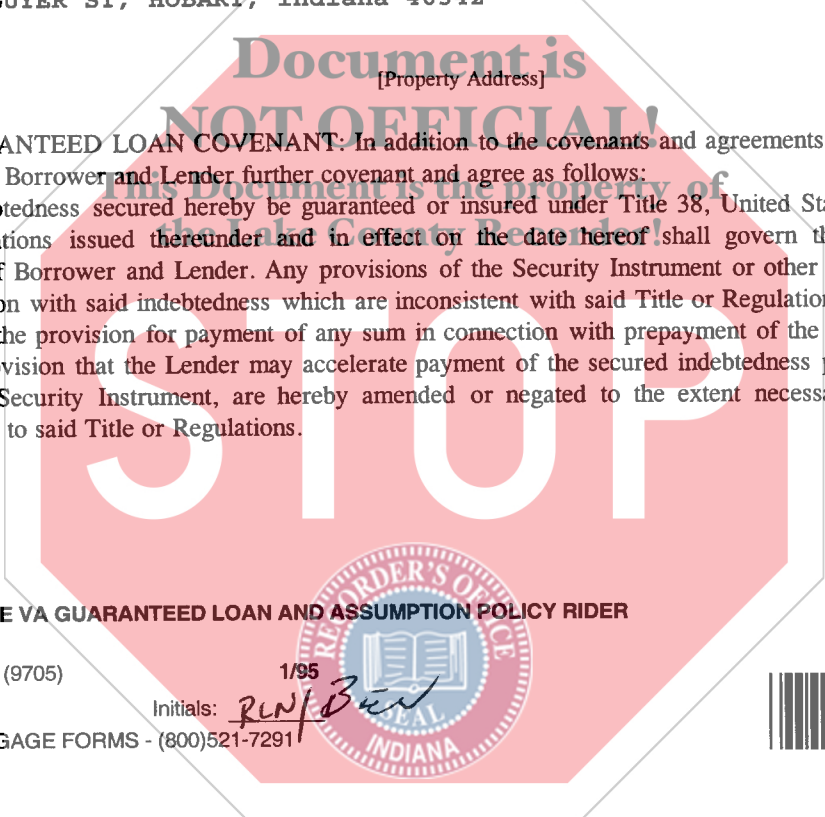 HOBART, Indiana
Document is
[Property Address]
NOT OFFICIAL!
ANTEED LOAN COVENANT: In addition to the covenants and agreements
Borrower and Lender further covenant and agree as follows:
This Document is the property of
tedness secured hereby be guaranteed or insured under Title 38, United Sta
the Lake County Recorder!
tions issued thereunder and in effect on the date hereof shall govern th
f Borrower and Lender. Any provisions of the Security Instrument or other
on with said indebtedness which are inconsistent with said Title or Regulation
the provision for payment of any sum in connection with prepayment of the
vision that the Lender may accelerate payment of the secured indebtedness p
Security Instrument, are hereby amended or negated to the extent necessa
to said Title or Regulations.
STOP
E VA GUARANTEED LOAN AND ASSUMPTION POLICY RIDER
RECORDER'S OFFICE
(9705)
1/95
Initials: RLN/
SEAL
GAGE FORMS - (800)521-7291
INDIANA